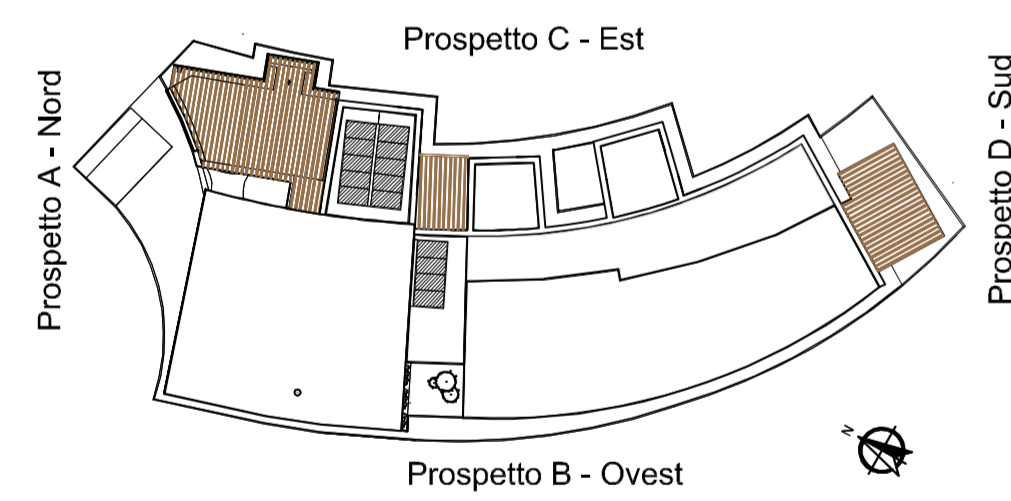 Prospetto C - Est
Prospetto A - Nord
Prospetto D - Sud
Prospetto B - Ovest
N